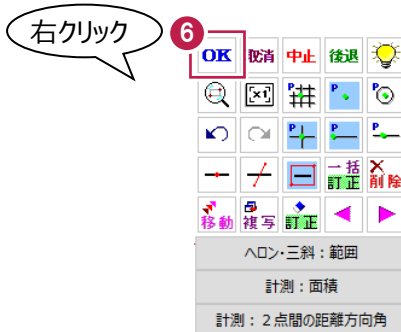 右クリック
6
OK 取消 中止 後退
[×1] P P P
P P P
一括訂正 削除
移動 複写 訂正
ヘロン・三斜：範囲
計測：面積
計測：２点間の距離方向角